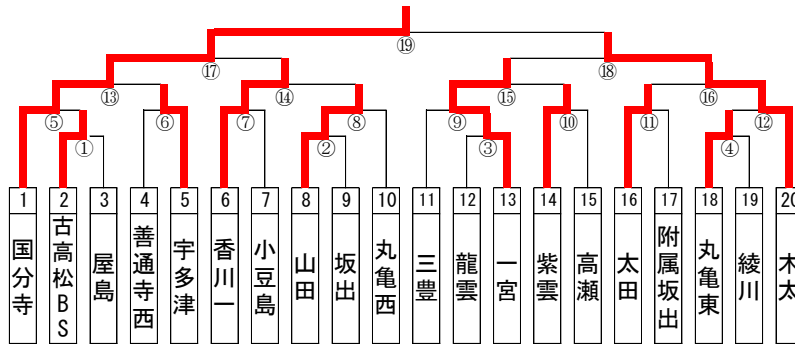 ⑲
⑰ ⑱
⑬ ⑭ ⑮ ⑯
⑤ ⑥ ⑦ ⑧ ⑨ ⑩ ⑪ ⑫
① ② ③ ④
1 2 3 4 5 6 7 8 9 10 11 12 13 14 15 16 17 18 19 20
国分寺
古高松BS
屋島
善通寺西
宇多津
香川一
小豆島
山田
坂出
丸亀西
三豊
龍雲
一宮
紫雲
高瀬
太田
附属坂出
丸亀東
綾川
木太